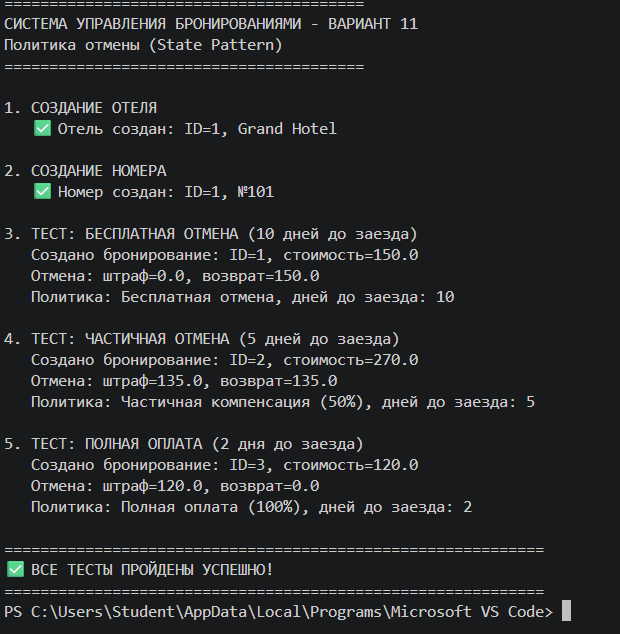 ========================================
СИСТЕМА УПРАВЛЕНИЯ БРОНИРОВАНИЯМИ - ВАРИАНТ 11
Политика отмены (State Pattern)
========================================
1. СОЗДАНИЕ ОТЕЛЯ
✅ Отель создан: ID=1, Grand Hotel
2. СОЗДАНИЕ НОМЕРА
✅ Номер создан: ID=1, №101
3. ТЕСТ: БЕСПЛАТНАЯ ОТМЕНА (10 дней до заезда)
Создано бронирование: ID=1, стоимость=150.0
Отмена: штраф=0.0, возврат=150.0
Политика: Бесплатная отмена, дней до заезда: 10
4. ТЕСТ: ЧАСТИЧНАЯ ОТМЕНА (5 дней до заезда)
Создано бронирование: ID=2, стоимость=270.0
Отмена: штраф=135.0, возврат=135.0
Политика: Частичная компенсация (50%), дней до заезда: 5
5. ТЕСТ: ПОЛНАЯ ОПЛАТА (2 дня до заезда)
Создано бронирование: ID=3, стоимость=120.0
Отмена: штраф=120.0, возврат=0.0
Политика: Полная оплата (100%), дней до заезда: 2
============================================================
✅ ВСЕ ТЕСТЫ ПРОЙДЕНЫ УСПЕШНО!
============================================================
PS C:\Users\Student\AppData\Local\Programs\Microsoft VS Code>